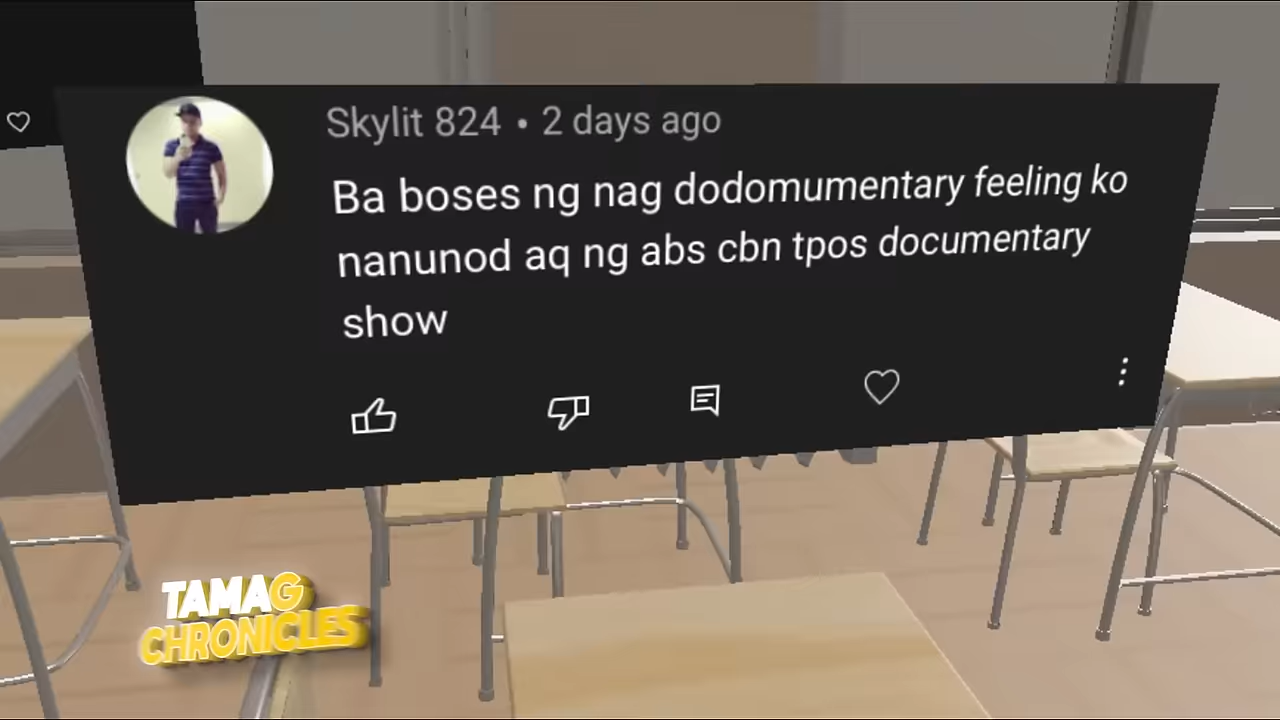 Skylit 824 • 2 days ago
Ba boses ng nag dodomumentary feeling ko
nanunod aq ng abs cbn tpos documentary
show
TAMAG
CHRONICLES